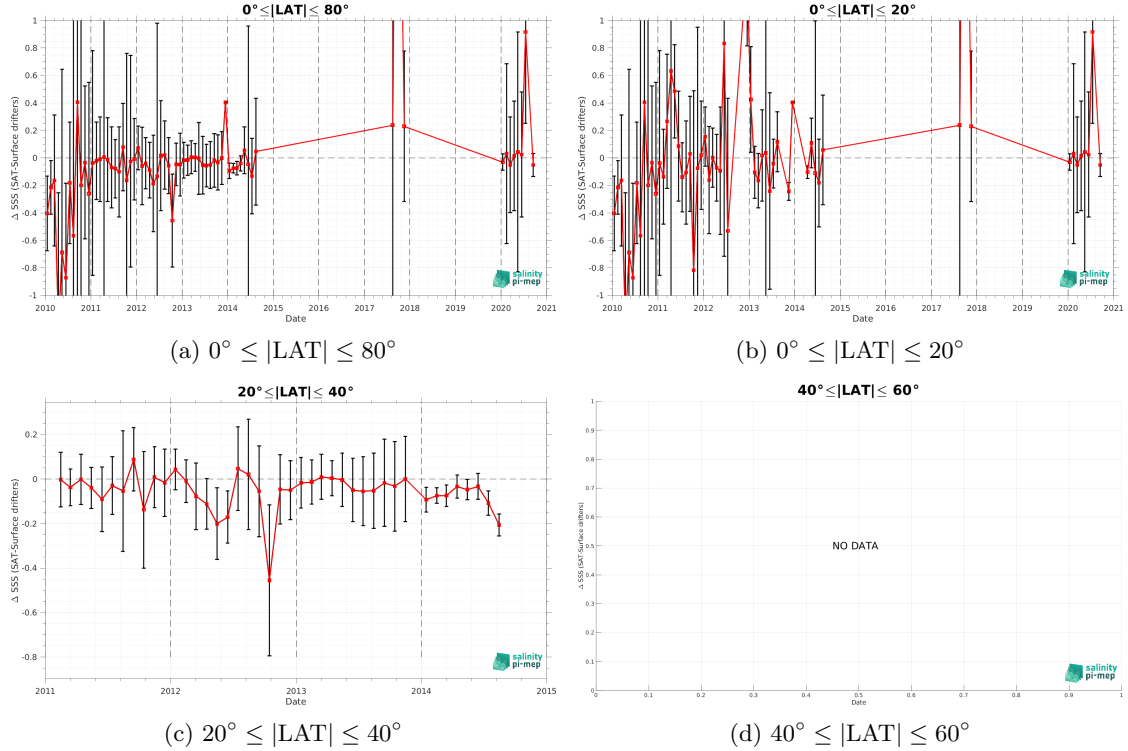 0°≤|LAT|≤ 80°
1
0.8
0.6
0.4
0.2
0
-0.2
-0.4
-0.6
-0.8
-1
Δ SSS (SAT-Surface drifters)
2010 2011 2012 2013 2014 2015 2016 2017 2018 2019 2020 2021
Date
salinity
pi-mep
(a) 0° ≤ |LAT| ≤ 80°
0°≤|LAT|≤ 20°
1
0.8
0.6
0.4
0.2
0
-0.2
-0.4
-0.6
-0.8
-1
Δ SSS (SAT-Surface drifters)
2010 2011 2012 2013 2014 2015 2016 2017 2018 2019 2020 2021
Date
salinity
pi-mep
(b) 0° ≤ |LAT| ≤ 20°
20°≤|LAT|≤ 40°
0.2
0
-0.2
-0.4
-0.6
-0.8
Δ SSS (SAT-Surface drifters)
2011 2012 2013 2014 2015
Date
salinity
pi-mep
(c) 20° ≤ |LAT| ≤ 40°
40°≤|LAT|≤ 60°
1
0.9
0.8
0.7
0.6
0.5
0.4
0.3
0.2
0.1
0
Δ SSS (SAT-Surface drifters)
NO DATA
0 0.1 0.2 0.3 0.4 0.5 0.6 0.7 0.8 0.9 1
Date
salinity
pi-mep
(d) 40° ≤ |LAT| ≤ 60°